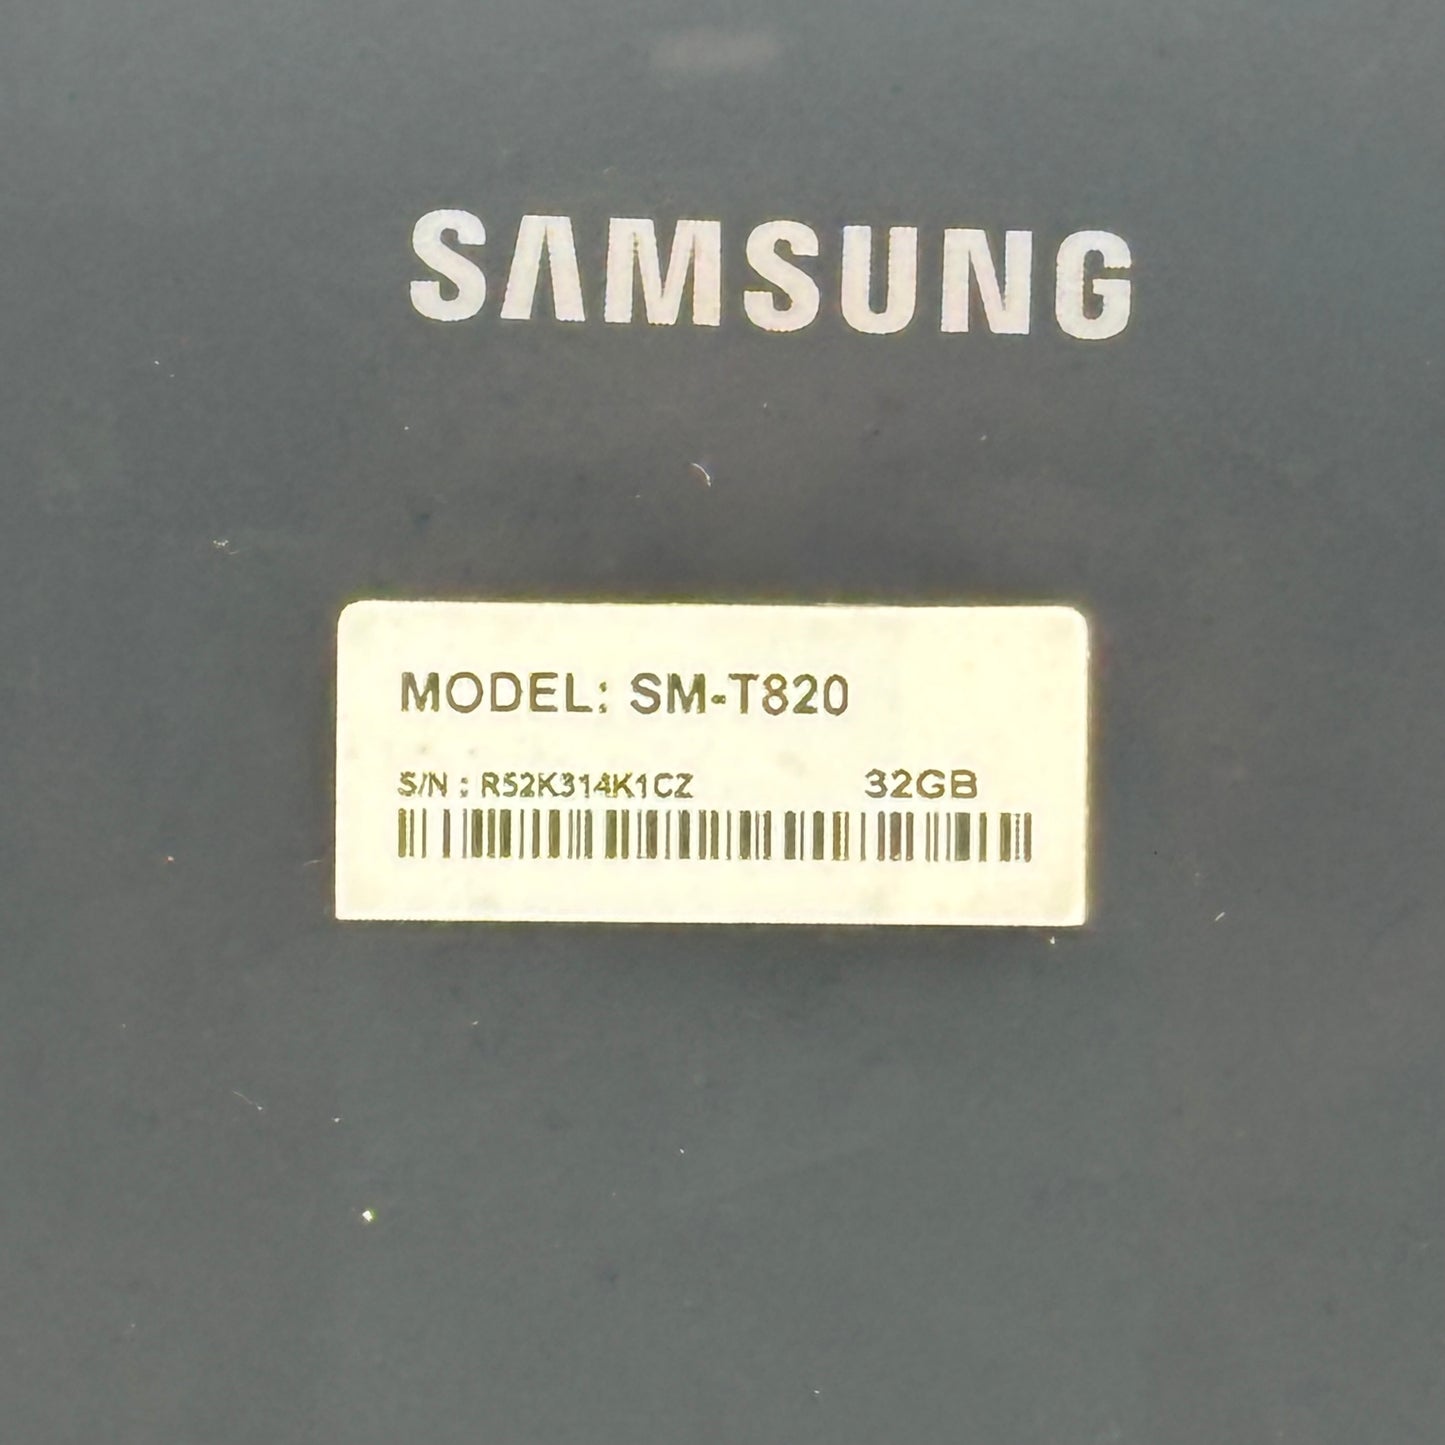 SAMSUNG
MODEL: SM-T820
S/N : R52K314K1CZ 32GB